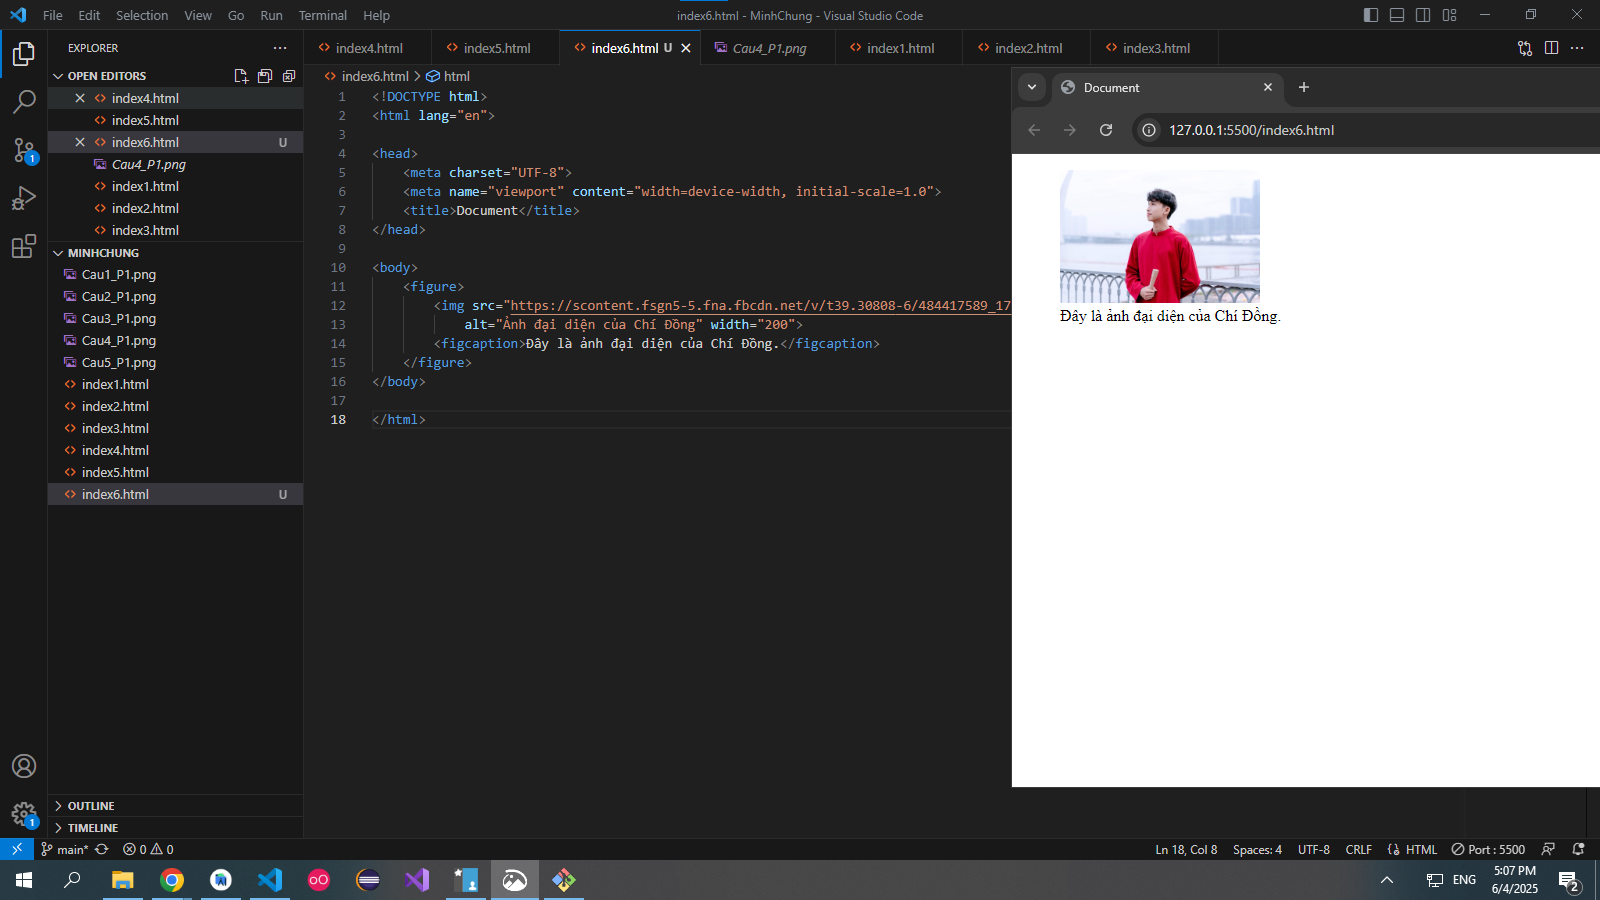 File Edit Selection View Go Run Terminal Help
index6.html - MinhChung - Visual Studio Code
EXPLORER
OPEN EDITORS
index4.html
index5.html
index6.html U
Cau4_P1.png
index1.html
index2.html
index3.html
MINHCHUNG
Cau1_P1.png
Cau2_P1.png
Cau3_P1.png
Cau4_P1.png
Cau5_P1.png
index1.html
index2.html
index3.html
index4.html
index5.html
index6.html U
OUTLINE
TIMELINE
index4.html index5.html index6.html U Cau4_P1.png index1.html index2.html index3.html
index6.html > html
1 <!DOCTYPE html>
2 <html lang="en">
3
4 <head>
5 <meta charset="UTF-8">
6 <meta name="viewport" content="width=device-width, initial-scale=1.0">
7 <title>Document</title>
8 </head>
9
10 <body>
11 <figure>
12 <img src="https://scontent.fsgn5-5.fna.fbcdn.net/v/t39.30808-6/484417589_17
13 alt="Ảnh đại diện của Chí Đồng" width="200">
14 <figcaption>Đây là ảnh đại diện của Chí Đồng.</figcaption>
15 </figure>
16 </body>
17
18 </html>
Document
127.0.0.1:5500/index6.html
Đây là ảnh đại diện của Chí Đồng.
1
1
main* 0 0
Ln 18, Col 8 Spaces: 4 UTF-8 CRLF HTML Port : 5500
ENG
5:07 PM
6/4/2025
2